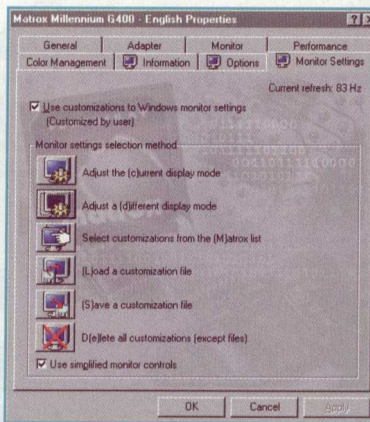 Matrox Millennium G400 - English Properties
General Adapter Monitor Performance
Color Management Information Options Monitor Settings
Current refresh: 83 Hz
Use customizations to Windows monitor settings
(Customized by user)
Monitor settings selection method
Adjust the (c)urrent display mode
Adjust a (d)ifferent display mode
Select customizations from the (M)atrox list
(L)oad a customization file
(S)ave a customization file
D(e)lete all customizations (except files)
Use simplified monitor controls
OK Cancel Apply